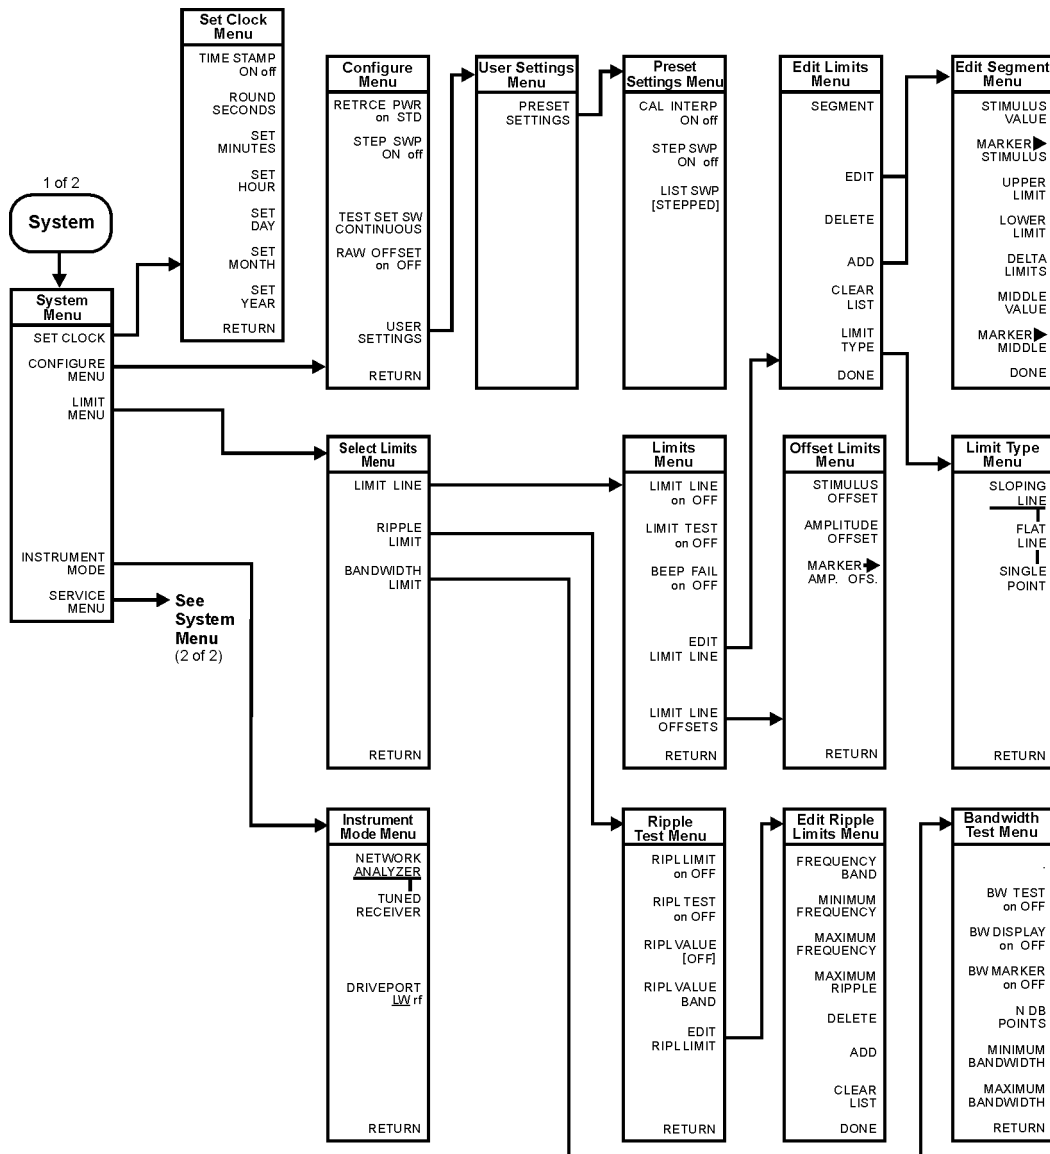 1 of 2
System
System
Menu
SET CLOCK
CONFIGURE
MENU
LIMIT
MENU
INSTRUMENT
MODE
SERVICE
MENU
See
System
Menu
(2 of 2)
Set Clock
Menu
TIME STAMP
ON off
ROUND
SECONDS
SET
MINUTES
SET
HOUR
SET
DAY
SET
MONTH
SET
YEAR
RETURN
Configure
Menu
RETRCE PWR
on STD
STEP SWP
ON off
TEST SET SW
CONTINUOUS
RAW OFFSET
on OFF
USER
SETTINGS
RETURN
User Settings
Menu
PRESET
SETTINGS
Preset
Settings Menu
CAL INTERP
ON off
STEP SWP
ON off
LIST SWP
[STEPPED]
Edit Limits
Menu
SEGMENT
EDIT
DELETE
ADD
CLEAR
LIST
LIMIT
TYPE
DONE
Edit Segment
Menu
STIMULUS
VALUE
MARKER
STIMULUS
UPPER
LIMIT
LOWER
LIMIT
DELTA
LIMITS
MIDDLE
VALUE
MARKER
MIDDLE
DONE
Select Limits
Menu
LIMIT LINE
RIPPLE
LIMIT
BANDWIDTH
LIMIT
RETURN
Limits
Menu
LIMIT LINE
on OFF
LIMIT TEST
on OFF
BEEP FAIL
on OFF
EDIT
LIMIT LINE
LIMIT LINE
OFFSETS
RETURN
Offset Limits
Menu
STIMULUS
OFFSET
AMPLITUDE
OFFSET
MARKER
AMP. OFS.
RETURN
Limit Type
Menu
SLOPING
LINE
FLAT
LINE
SINGLE
POINT
RETURN
Instrument
Mode Menu
NETWORK
ANALYZER
TUNED
RECEIVER
DRIVEPORT
LW rf
RETURN
Ripple
Test Menu
RIPL LIMIT
on OFF
RIPL TEST
on OFF
RIPL VALUE
[OFF]
RIPL VALUE
BAND
EDIT
RIPL LIMIT
RETURN
Edit Ripple
Limits Menu
FREQUENCY
BAND
MINIMUM
FREQUENCY
MAXIMUM
FREQUENCY
MAXIMUM
RIPPLE
DELETE
ADD
CLEAR
LIST
DONE
Bandwidth
Test Menu
.
BW TEST
on OFF
BW DISPLAY
on OFF
BW MARKER
on OFF
N DB
POINTS
MINIMUM
BANDWIDTH
MAXIMUM
BANDWIDTH
RETURN